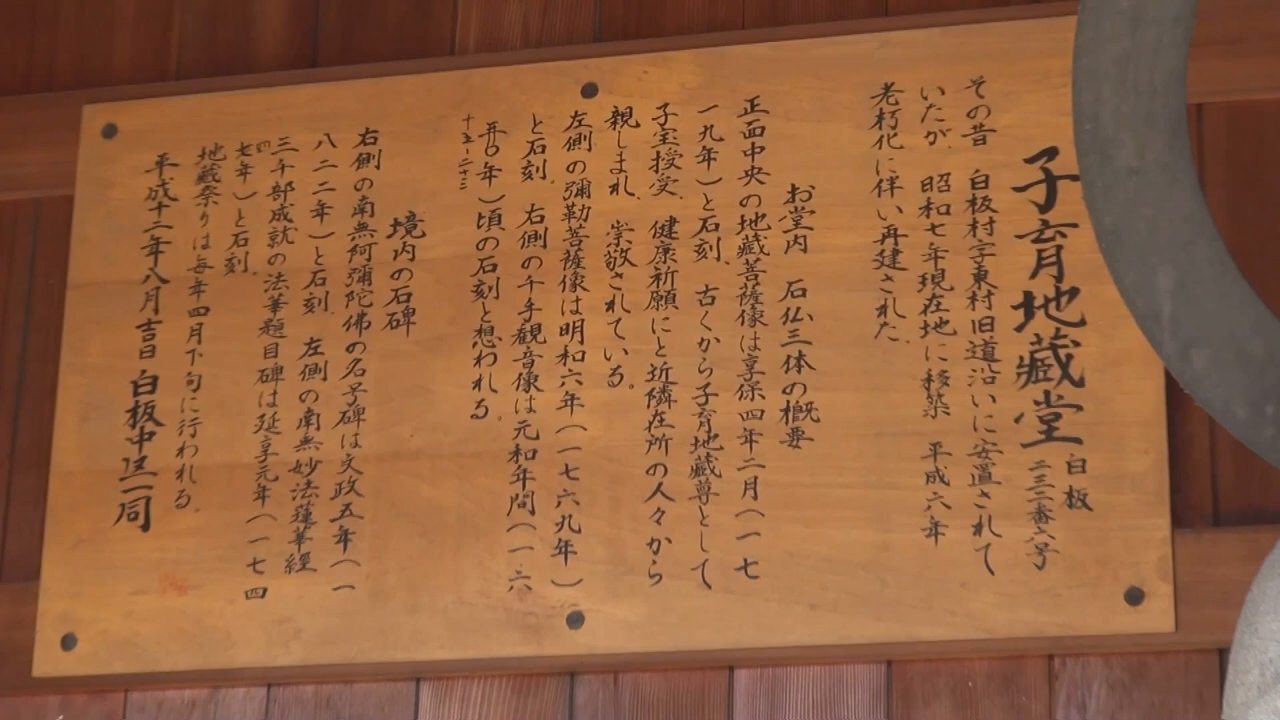 子育地藏堂
白板
二三二番六号
その昔 白板村字東村旧道沿いに安置されて
いたが 昭和七年現在地に移築 平成六年
老朽化に伴い再建された.
お堂内 石仏三体の概要
正面中央の地藏菩薩像は享保四年二月(一七
一九年)と石刻. 古くから子育地藏尊として
子宝授受. 健康祈願にと近隣在所の人々から
親しまれ 崇敬されている。
左側の彌勒菩薩像は明和六年(一七六九年)
と石刻. 右側の千手観音像は元和年間(一六
年)頃の石刻と想われる.
十五〜二十三
境内の石碑
右側の南無阿彌陀佛の名号碑は文政五年(一
八二二年)と石刻. 左側の南無妙法蓮華経
三千部成就の法華題目碑は延享元年(一七四
四
七年)と石刻.
地蔵祭りは毎年四月下旬に行われる.
平成十二年八月吉日 白板中区一同